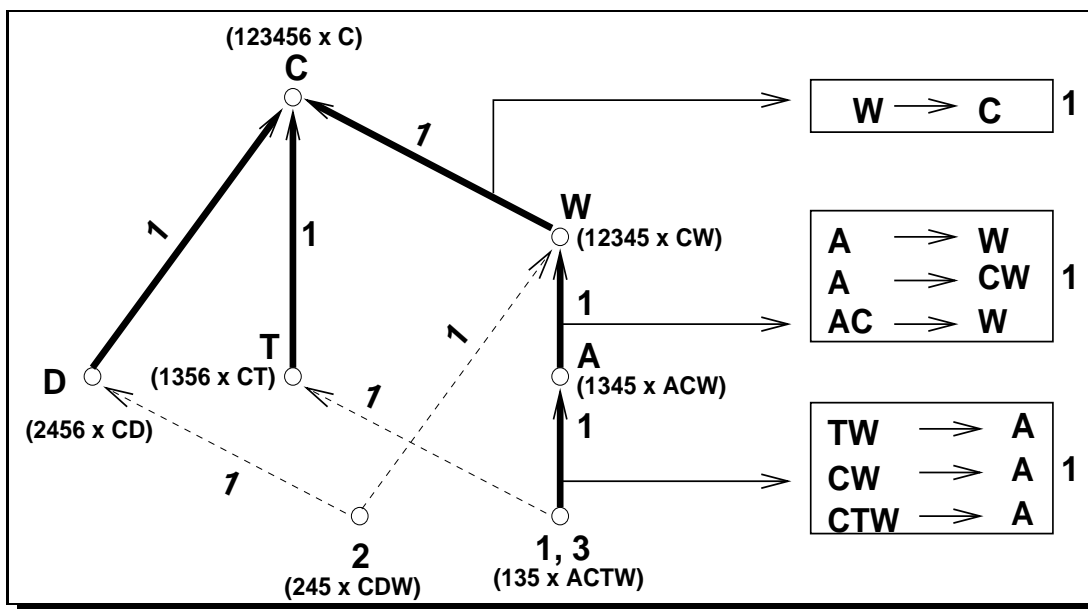 (123456 x C)
C
W → C 1
1
1
1
W
(12345 x CW)
A → W
A → CW 1
AC → W
1
1
T
A
D
(1356 x CT)
(1345 x ACW)
(2456 x CD)
1
1
1
TW → A
CW → A 1
CTW → A
2
(245 x CDW)
1, 3
(135 x ACTW)